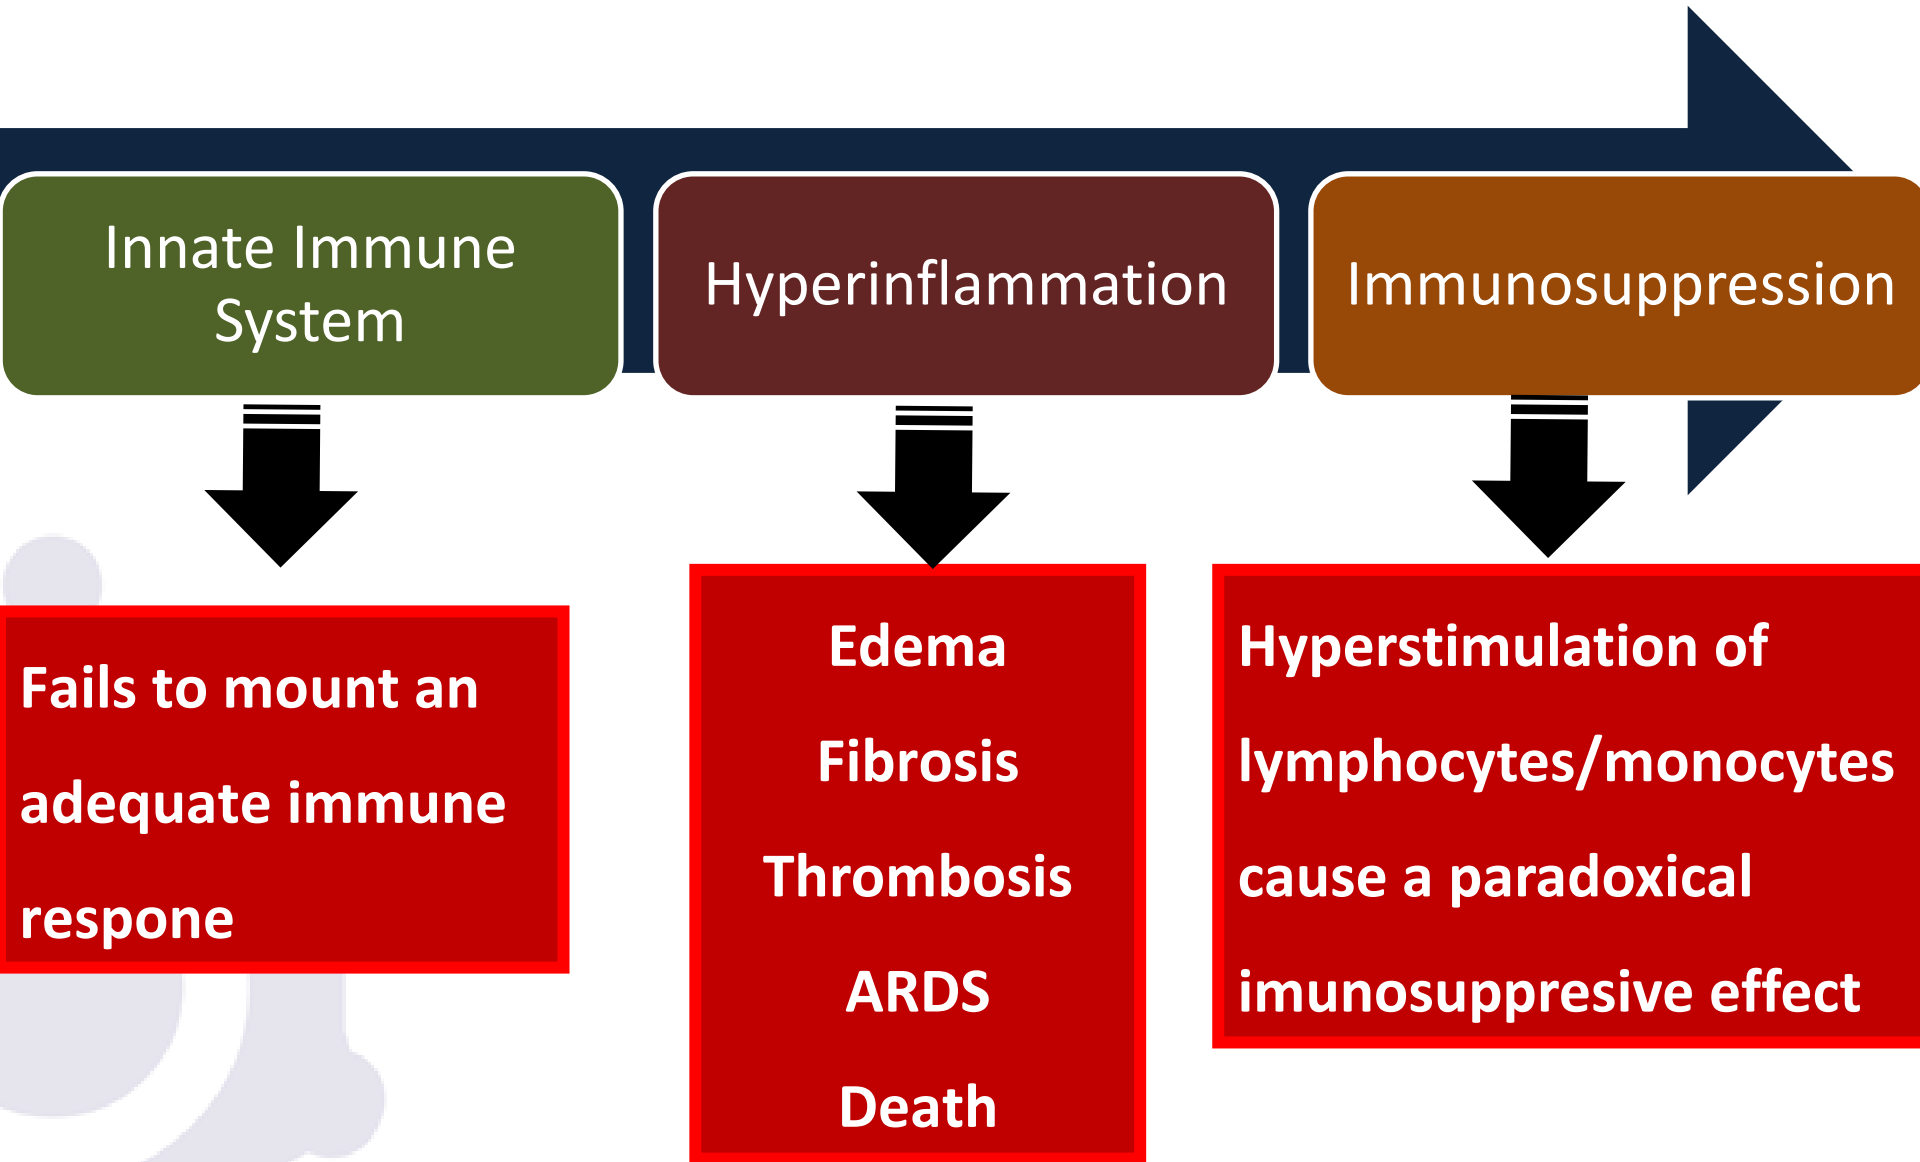 Innate Immune
System
Hyperinflammation
Immunosuppression
Fails to mount an
adequate immune
respone
Edema
Fibrosis
Thrombosis
ARDS
Death
Hyperstimulation of
lymphocytes/monocytes
cause a paradoxical
imunosuppresive effect